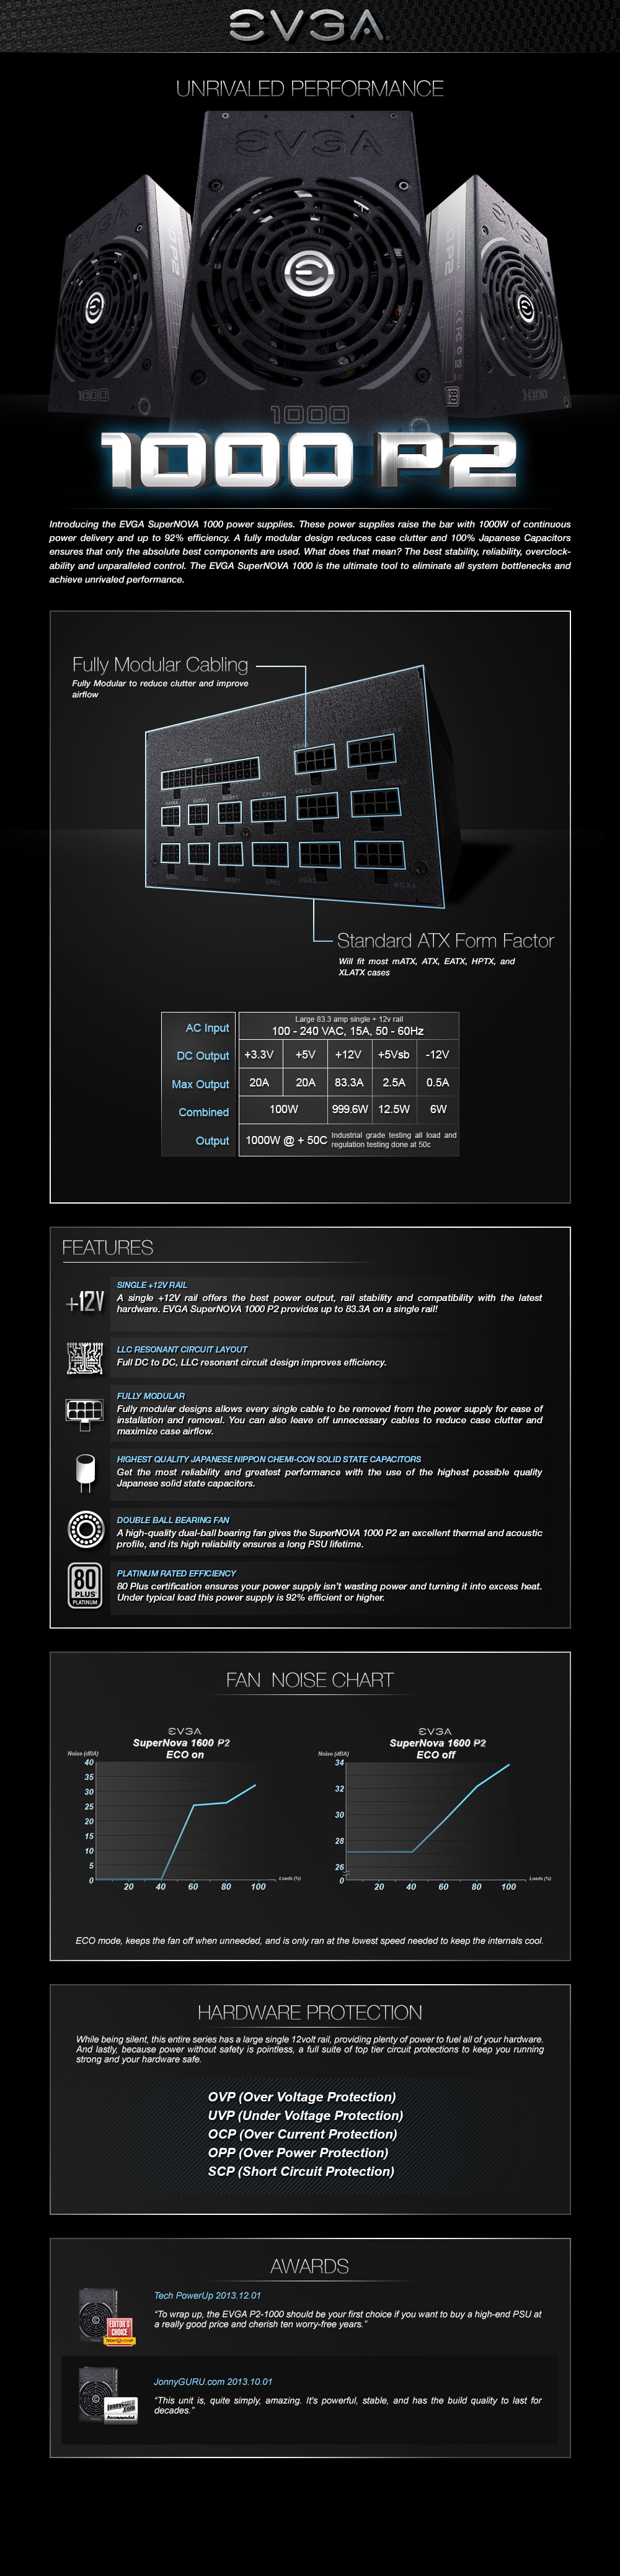 EVGA
UNRIVALED PERFORMANCE
EVGA
EVGA
1000
1000
1000
1000 P2
Introducing the EVGA SuperNOVA 1000 power supplies. These power supplies raise the bar with 1000W of continuous
power delivery and up to 92% efficiency. A fully modular design reduces case clutter and 100% Japanese Capacitors
ensures that only the absolute best components are used. What does that mean? The best stability, reliability, overclock-
ability and unparalleled control. The EVGA SuperNOVA 1000 is the ultimate tool to eliminate all system bottlenecks and
achieve unrivaled performance.
Fully Modular Cabling
Fully Modular to reduce clutter and improve
airflow
Standard ATX Form Factor
Will fit most mATX, ATX, EATX, HPTX, and
XLATX cases
Large 83.3 amp single + 12v rail
AC Input 100 - 240 VAC, 15A, 50 - 60Hz
DC Output +3.3V +5V +12V +5Vsb -12V
Max Output 20A 20A 83.3A 2.5A 0.5A
Combined 100W 999.6W 12.5W 6W
Output 1000W @ + 50C Industrial grade testing all load and
regulation testing done at 50c
FEATURES
+12V
SINGLE +12V RAIL
A single +12V rail offers the best power output, rail stability and compatibility with the latest
hardware. EVGA SuperNOVA 1000 P2 provides up to 83.3A on a single rail!
LLC RESONANT CIRCUIT LAYOUT
Full DC to DC, LLC resonant circuit design improves efficiency.
FULLY MODULAR
Fully modular designs allows every single cable to be removed from the power supply for ease of
installation and removal. You can also leave off unnecessary cables to reduce case clutter and
maximize case airflow.
HIGHEST QUALITY JAPANESE NIPPON CHEMI-CON SOLID STATE CAPACITORS
Get the most reliability and greatest performance with the use of the highest possible quality
Japanese solid state capacitors.
DOUBLE BALL BEARING FAN
A high-quality dual-ball bearing fan gives the SuperNOVA 1000 P2 an excellent thermal and acoustic
profile, and its high reliability ensures a long PSU lifetime.
80
PLUS
PLATINUM
PLATINUM RATED EFFICIENCY
80 Plus certification ensures your power supply isn't wasting power and turning it into excess heat.
Under typical load this power supply is 92% efficient or higher.
FAN NOISE CHART
EVGA
SuperNova 1600 P2
ECO on
Noise (dBA)
40
35
30
25
20
15
10
5
0
20 40 60 80 100
Loads (%)
EVGA
SuperNova 1600 P2
ECO off
Noise (dBA)
34
32
30
28
26
0
20 40 60 80 100
Loads (%)
ECO mode, keeps the fan off when unneeded, and is only ran at the lowest speed needed to keep the internals cool.
HARDWARE PROTECTION
While being silent, this entire series has a large single 12volt rail, providing plenty of power to fuel all of your hardware.
And lastly, because power without safety is pointless, a full suite of top tier circuit protections to keep you running
strong and your hardware safe.
OVP (Over Voltage Protection)
UVP (Under Voltage Protection)
OCP (Over Current Protection)
OPP (Over Power Protection)
SCP (Short Circuit Protection)
AWARDS
EDITOR'S
CHOICE
Tech PowerUp 2013.12.01
"To wrap up, the EVGA P2-1000 should be your first choice if you want to buy a high-end PSU at
a really good price and cherish ten worry-free years."
JonnyGURU.com 2013.10.01
"This unit is, quite simply, amazing. It's powerful, stable, and has the build quality to last for
decades."